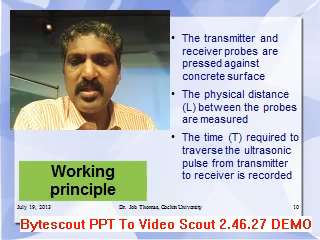 • The transmitter and
receiver probes are
pressed against
concrete surface
• The physical distance
(L) between the probes
are measured
• The time (T) required to
traverse the ultrasonic
pulse from transmitter
to receiver is recorded
Working
principle
July 19, 2013
Dr. Job Thomas, Cochin University
10
Bytescout PPT To Video Scout 2.46.27 DEMO